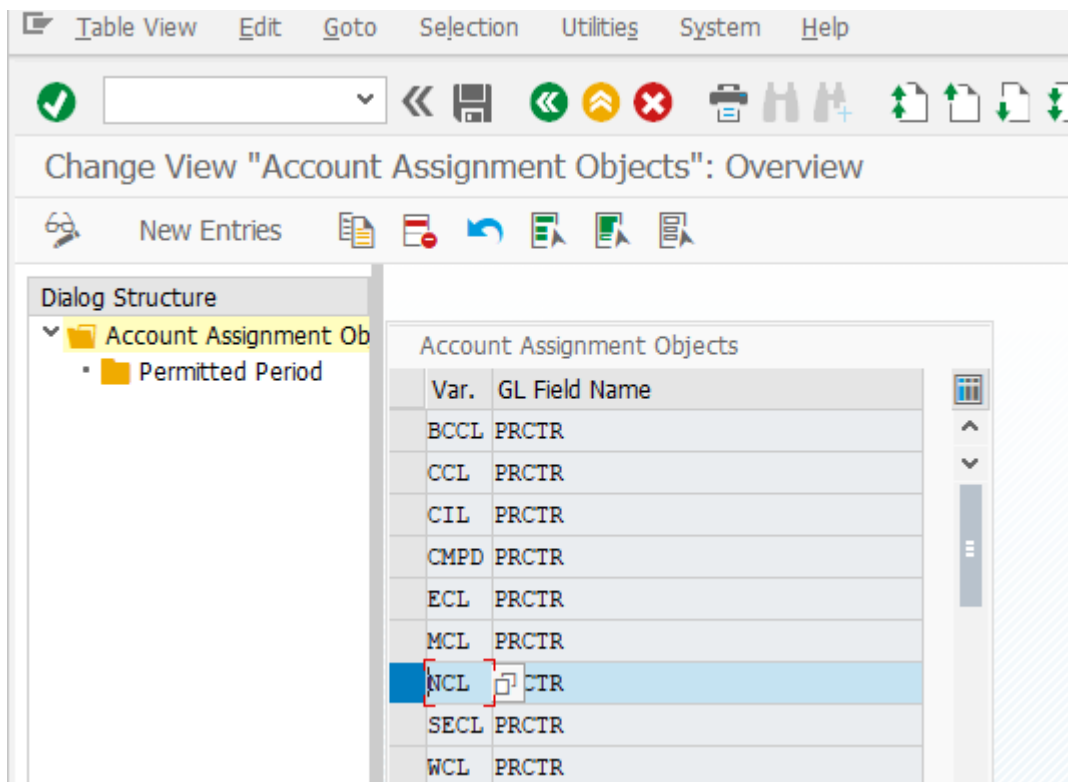 Table View Edit Goto Selection Utilities System Help
Change View "Account Assignment Objects": Overview
New Entries
Dialog Structure
Account Assignment Ob
Permitted Period
Account Assignment Objects
Var. GL Field Name
BCCL PRCTR
CCL PRCTR
CIL PRCTR
CMPD PRCTR
ECL PRCTR
MCL PRCTR
NCL CTR
SECL PRCTR
WCL PRCTR